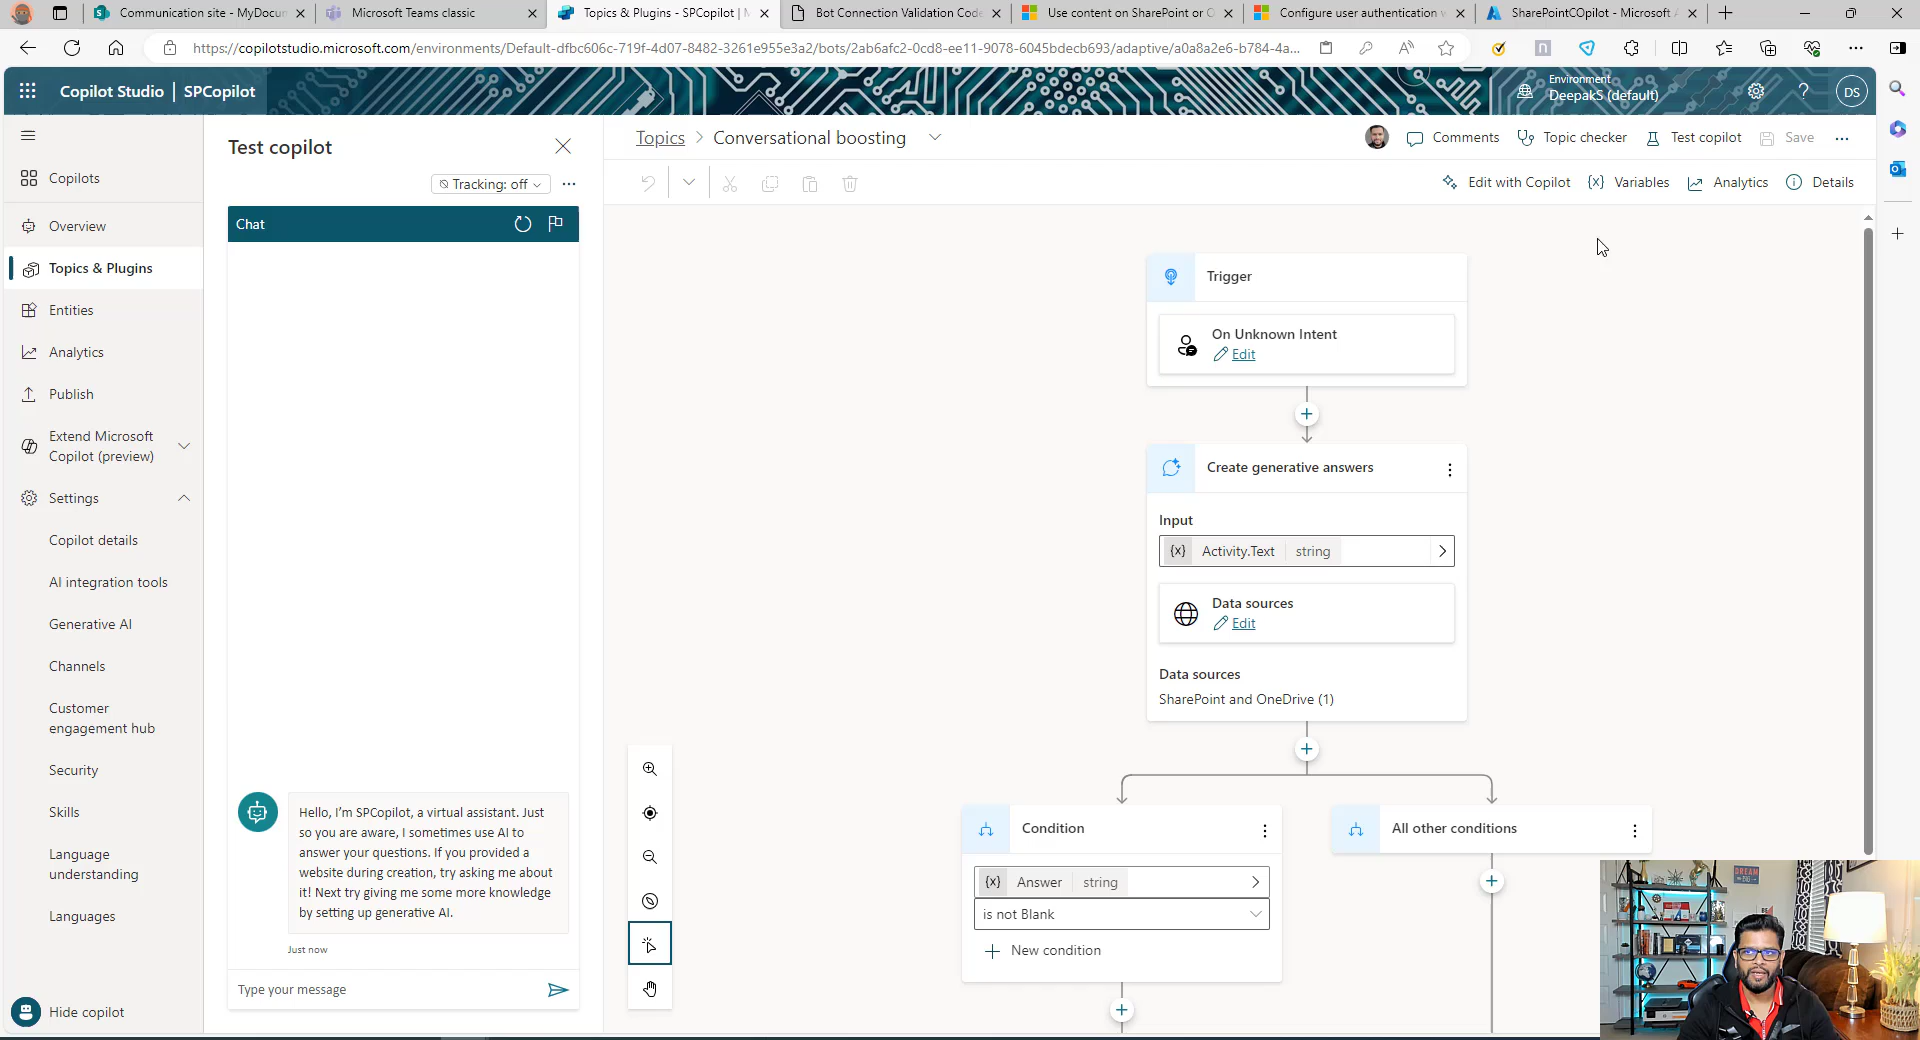 Communication site - MyDocun
Microsoft Teams classic
Topics & Plugins - SPCopilot | M
Bot Connection Validation Code
Use content on SharePoint or O
Configure user authentication w
SharePointCOpilot - Microsoft A
https://copilotstudio.microsoft.com/environments/Default-dfbc606c-719f-4d07-8482-3261e955e3a2/bots/2ab6afc2-0cd8-ee11-9078-6045bdecb693/adaptive/a0a8a2e6-b784-4a...
Copilot Studio | SPCopilot
Environment
DeepakS (default)
DS
Copilots
Overview
Topics & Plugins
Entities
Analytics
Publish
Extend Microsoft
Copilot (preview)
Settings
Copilot details
AI integration tools
Generative AI
Channels
Customer
engagement hub
Security
Skills
Language
understanding
Languages
Hide copilot
Test copilot
Tracking: off
Chat
Hello, I'm SPCopilot, a virtual assistant. Just
so you are aware, I sometimes use AI to
answer your questions. If you provided a
website during creation, try asking me about
it! Next try giving me some more knowledge
by setting up generative AI.
Just now
Type your message
Topics > Conversational boosting
Comments
Topic checker
Test copilot
Save
Edit with Copilot
{x} Variables
Analytics
Details
Trigger
On Unknown Intent
Edit
Create generative answers
Input
{x} Activity.Text string
Data sources
Edit
Data sources
SharePoint and OneDrive (1)
Condition
{x} Answer string
is not Blank
New condition
All other conditions
DREAM
BIG